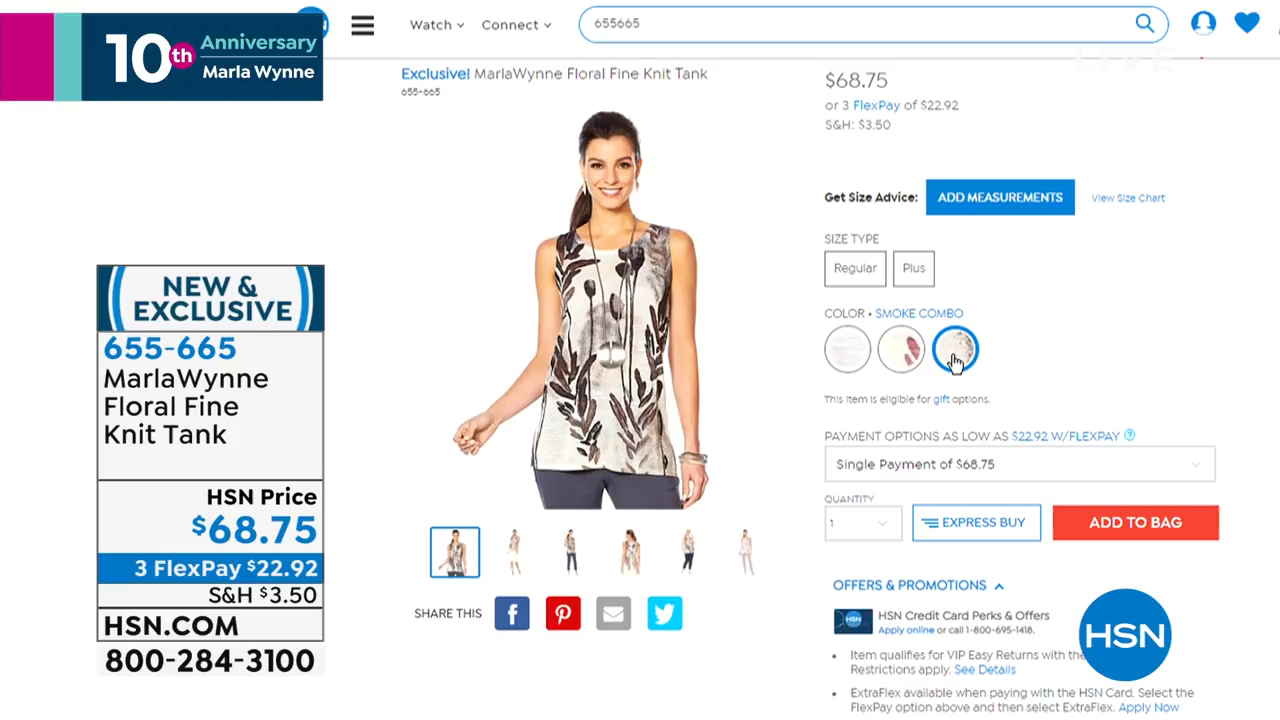 10th
Anniversary
Marla Wynne
Watch
Connect
655665
LIVE
Exclusive! MarlaWynne Floral Fine Knit Tank
655-665
$68.75
or 3 FlexPay of $22.92
S&H: $3.50
Get Size Advice:
ADD MEASUREMENTS
View Size Chart
SIZE TYPE
Regular
Plus
COLOR • SMOKE COMBO
This item is eligible for gift options.
PAYMENT OPTIONS AS LOW AS $22.92 W/FLEXPAY ?
Single Payment of $68.75
QUANTITY
1
EXPRESS BUY
ADD TO BAG
OFFERS & PROMOTIONS
HSN
HSN Credit Card Perks & Offers
Apply online or call 1-800-695-1418.
• Item qualifies for VIP Easy Returns with the
Restrictions apply. See Details
• ExtraFlex available when paying with the HSN Card. Select the
FlexPay option above and then select ExtraFlex. Apply Now
SHARE THIS
NEW &
EXCLUSIVE
655-665
MarlaWynne
Floral Fine
Knit Tank
HSN Price
$68.75
3 FlexPay $22.92
S&H $3.50
HSN.COM
800-284-3100
HSN